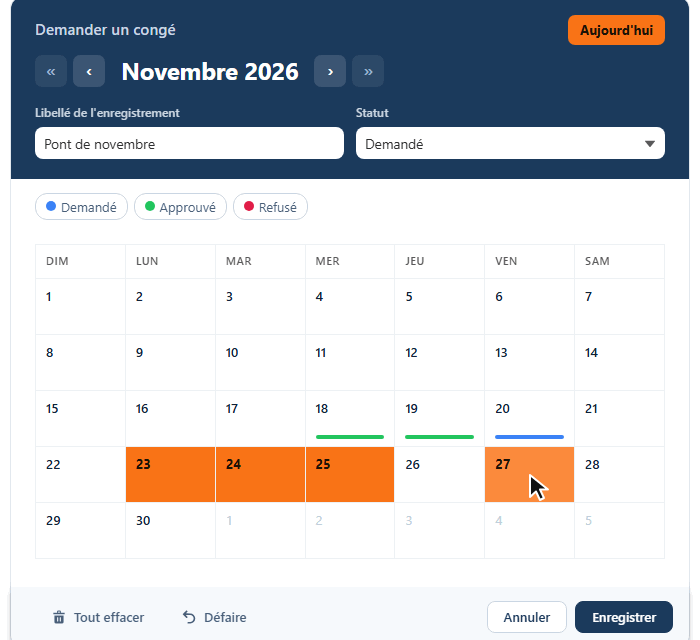 Demander un congé
Aujourd'hui
« ‹ Novembre 2026 › »
Libellé de l'enregistrement Statut
Pont de novembre Demandé
Demandé Approuvé Refusé
DIM LUN MAR MER JEU VEN SAM
1 2 3 4 5 6 7
8 9 10 11 12 13 14
15 16 17 18 19 20 21
22 23 24 25 26 27 28
29 30 1 2 3 4 5
Tout effacer Défaire Annuler Enregistrer